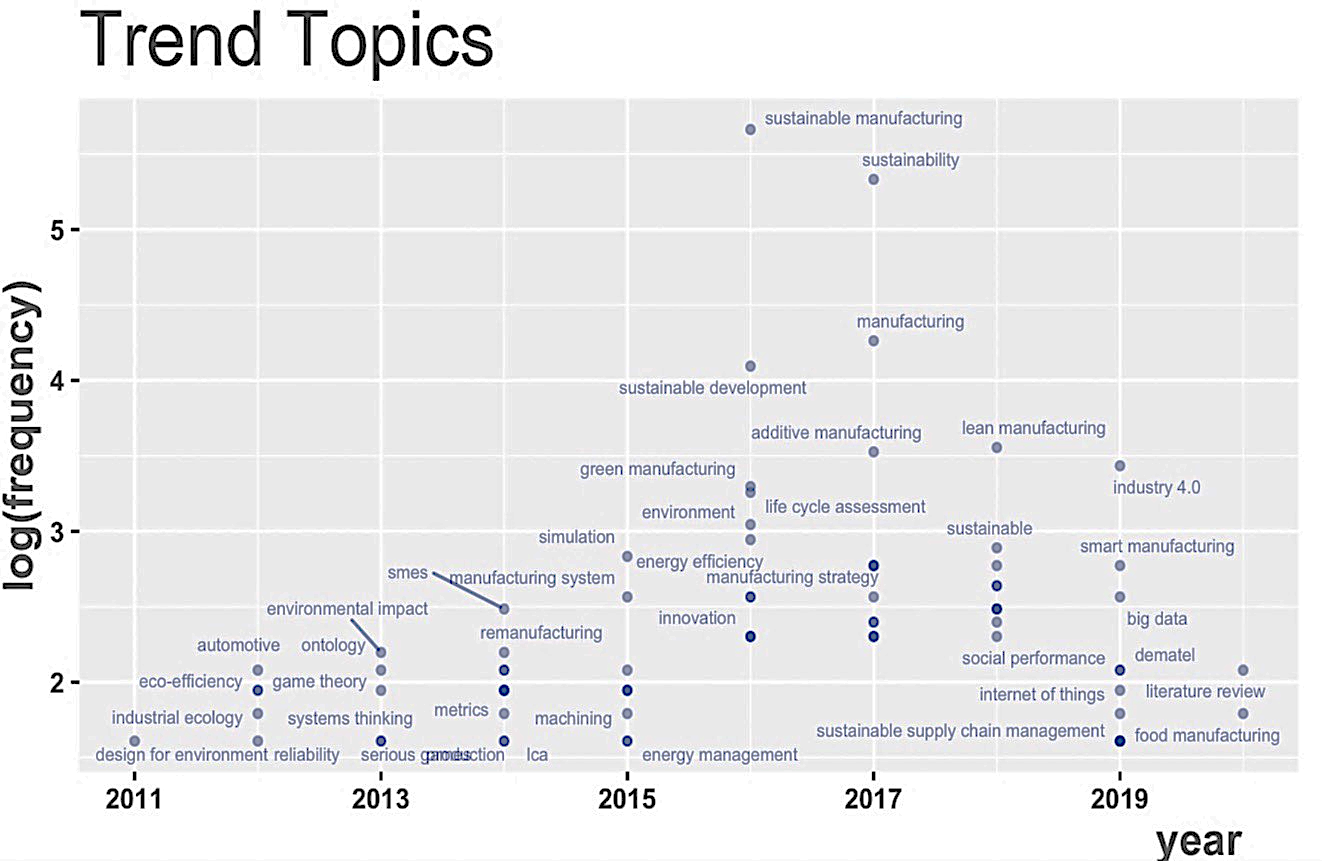 Trend Topics
sustainable manufacturing
sustainability
5
manufacturing
4
sustainable development
additive manufacturing
lean manufacturing
green manufacturing
industry 4.0
life cycle assessment
environment
3
sustainable
simulation
smart manufacturing
energy efficiency
smes
manufacturing system
manufacturing strategy
environmental impact
innovation
big data
remanufacturing
automotive
ontology
social performance
dematel
eco-efficiency
game theory
2
internet of things
literature review
metrics
industrial ecology
systems thinking
machining
sustainable supply chain management
food manufacturing
design for environment
reliability
serious games
production
lca
energy management
log(frequency)
2011
2013
2015
2017
2019
year